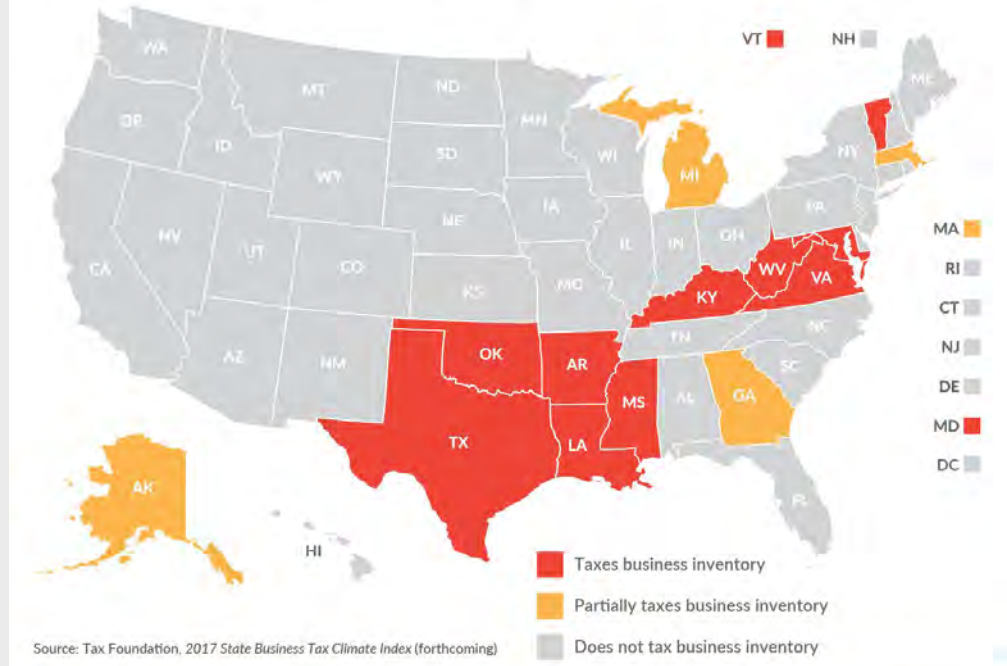 VT
NH
WA
MT
ND
MN
ME
OR
ID
SD
WI
NY
WY
MI
NE
IA
PA
NV
UT
CO
IL
IN
OH
MA
CA
KS
MO
WV
VA
RI
KY
CT
AZ
NM
OK
AR
TN
NC
NJ
SC
DE
MS
AL
GA
MD
TX
LA
DC
AK
FL
HI
Taxes business inventory
Partially taxes business inventory
Does not tax business inventory
Source: Tax Foundation, 2017 State Business Tax Climate Index (forthcoming)